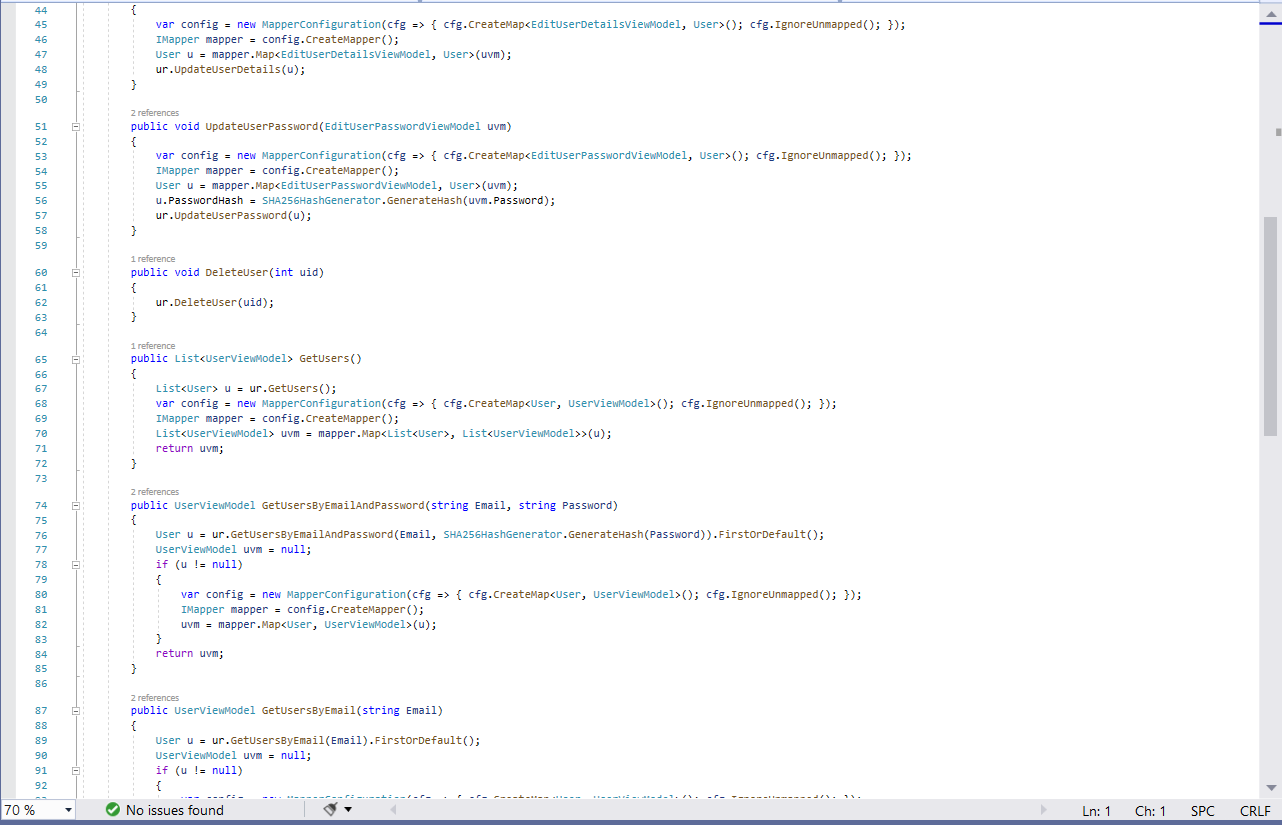 44 {
45 var config = new MapperConfiguration(cfg => { cfg.CreateMap<EditUserDetailsViewModel, User>(); cfg.IgnoreUnmapped(); });
46 IMapper mapper = config.CreateMapper();
47 User u = mapper.Map<EditUserDetailsViewModel, User>(uvm);
48 ur.UpdateUserDetails(u);
49 }
50
2 references
51 public void UpdateUserPassword(EditUserPasswordViewModel uvm)
52 {
53 var config = new MapperConfiguration(cfg => { cfg.CreateMap<EditUserPasswordViewModel, User>(); cfg.IgnoreUnmapped(); });
54 IMapper mapper = config.CreateMapper();
55 User u = mapper.Map<EditUserPasswordViewModel, User>(uvm);
56 u.PasswordHash = SHA256HashGenerator.GenerateHash(uvm.Password);
57 ur.UpdateUserPassword(u);
58 }
59
1 reference
60 public void DeleteUser(int uid)
61 {
62 ur.DeleteUser(uid);
63 }
64
1 reference
65 public List<UserViewModel> GetUsers()
66 {
67 List<User> u = ur.GetUsers();
68 var config = new MapperConfiguration(cfg => { cfg.CreateMap<User, UserViewModel>(); cfg.IgnoreUnmapped(); });
69 IMapper mapper = config.CreateMapper();
70 List<UserViewModel> uvm = mapper.Map<List<User>, List<UserViewModel>>(u);
71 return uvm;
72 }
73
2 references
74 public UserViewModel GetUsersByEmailAndPassword(string Email, string Password)
75 {
76 User u = ur.GetUsersByEmailAndPassword(Email, SHA256HashGenerator.GenerateHash(Password)).FirstOrDefault();
77 UserViewModel uvm = null;
78 if (u != null)
79 {
80 var config = new MapperConfiguration(cfg => { cfg.CreateMap<User, UserViewModel>(); cfg.IgnoreUnmapped(); });
81 IMapper mapper = config.CreateMapper();
82 uvm = mapper.Map<User, UserViewModel>(u);
83 }
84 return uvm;
85 }
86
2 references
87 public UserViewModel GetUsersByEmail(string Email)
88 {
89 User u = ur.GetUsersByEmail(Email).FirstOrDefault();
90 UserViewModel uvm = null;
91 if (u != null)
92 {
70 % No issues found Ln: 1 Ch: 1 SPC CRLF